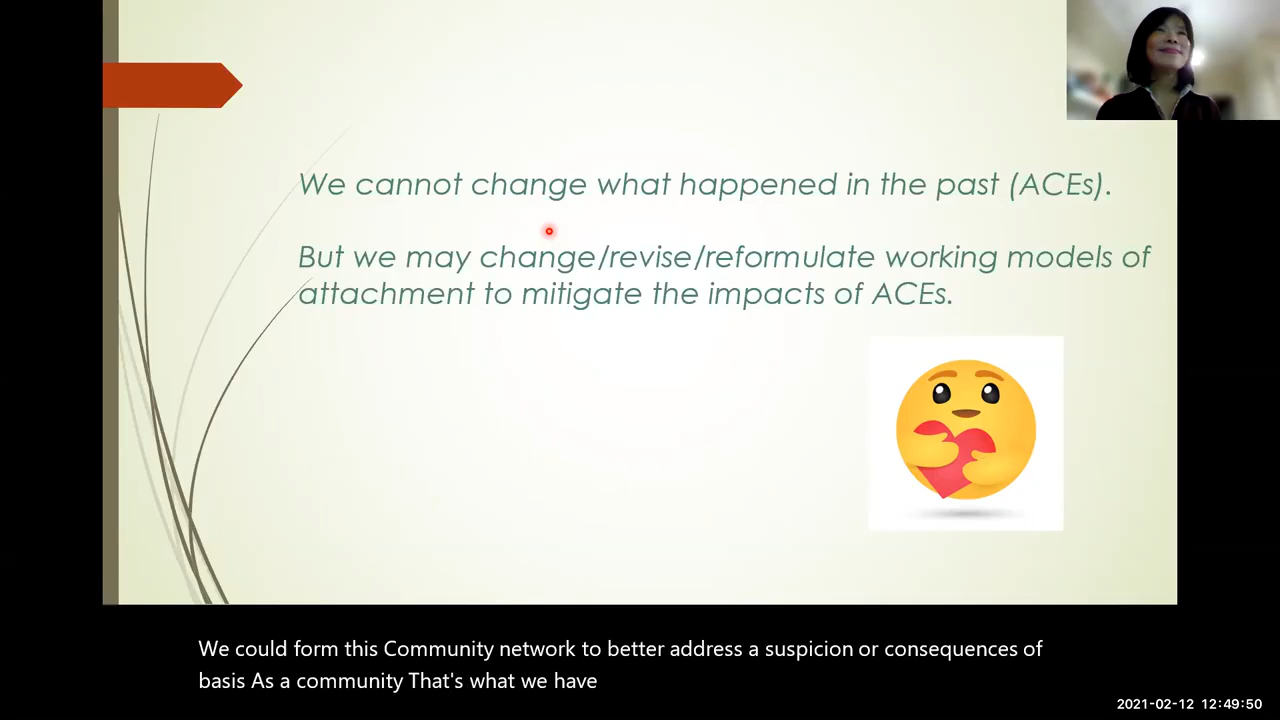 We cannot change what happened in the past (ACEs).
But we may change/revise/reformulate working models of
attachment to mitigate the impacts of ACEs.
We could form this Community network to better address a suspicion or consequences of
basis As a community That's what we have
2021-02-12 12:49:50